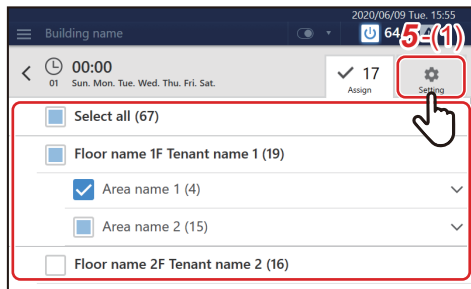 2020/06/09 Tue. 15:55
Building name
64
5-(1)
00:00
01 Sun. Mon. Tue. Wed. Thu. Fri. Sat.
17
Assign
Setting
Select all (67)
Floor name 1F Tenant name 1 (19)
Area name 1 (4)
Area name 2 (15)
Floor name 2F Tenant name 2 (16)